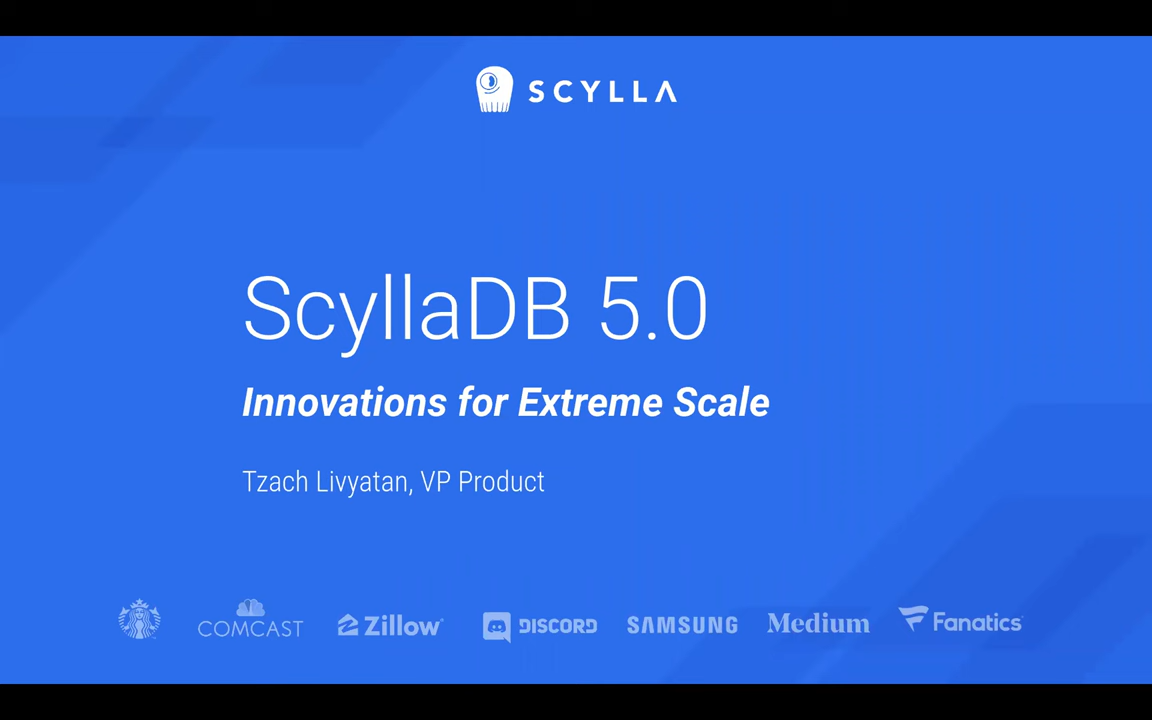 SCYLLA
ScyllaDB 5.0
Innovations for Extreme Scale
Tzach Livyatan, VP Product
COMCAST Zillow DISCORD SAMSUNG Medium Fanatics